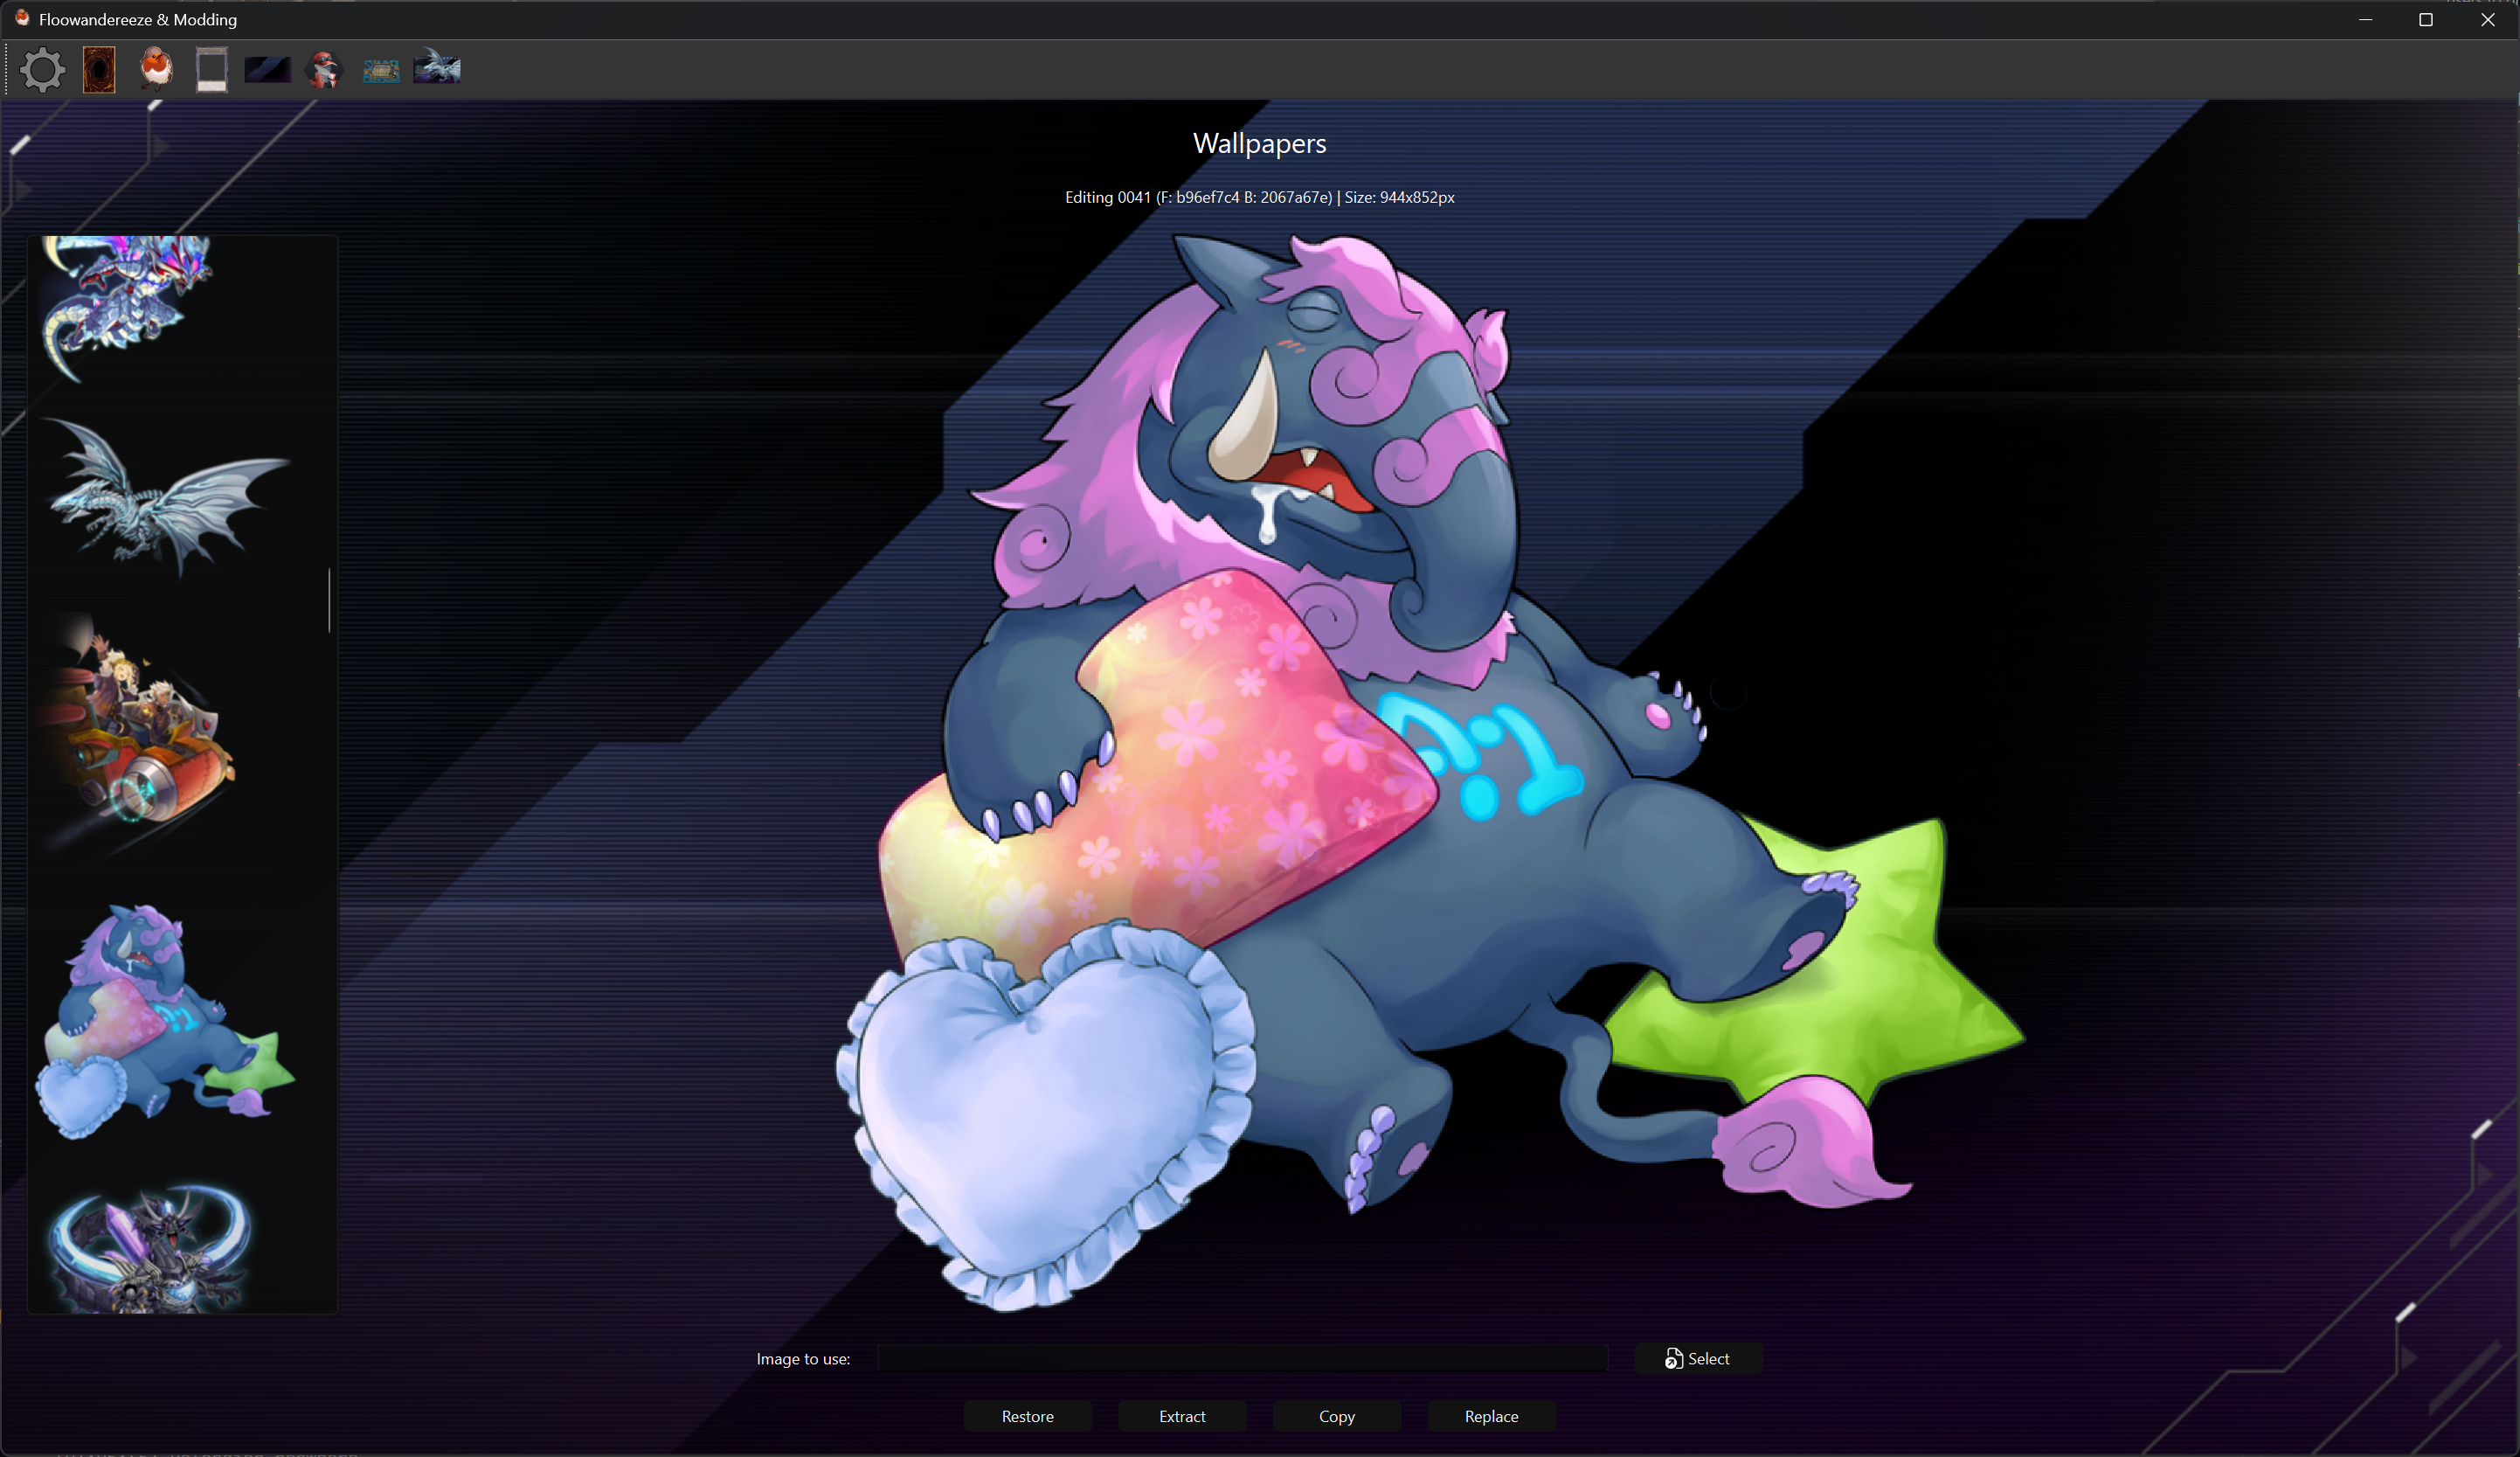 Floowandereeze & Modding
Wallpapers
Editing 0041 (F: b96ef7c4 B: 2067a67e) | Size: 944x852px
Image to use:
Select
Restore
Extract
Copy
Replace